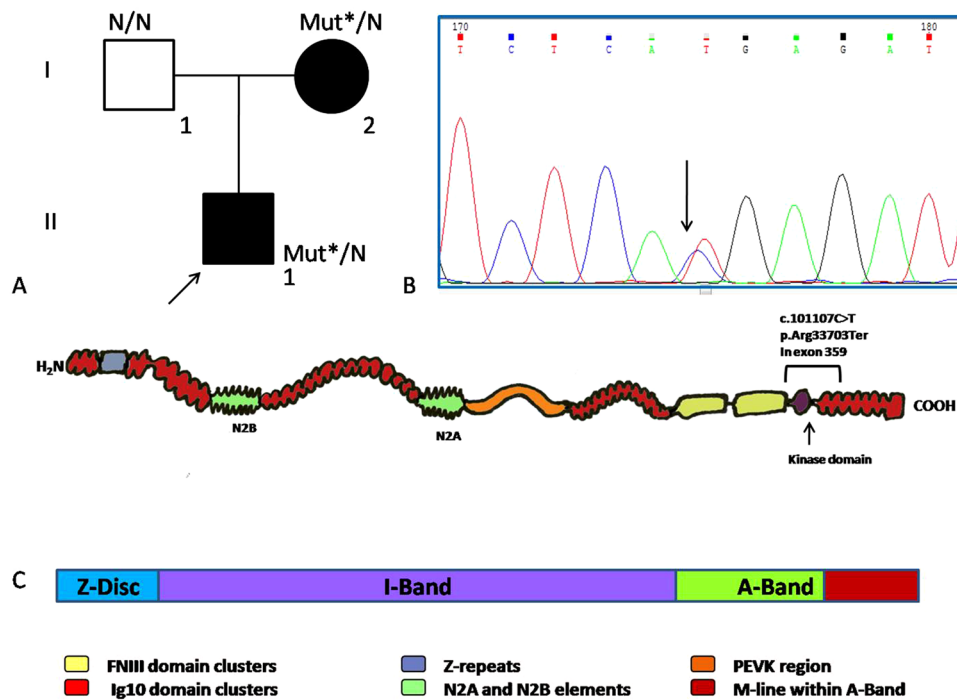 N/N
Mut*/N
I
1
2
II
Mut*/N
1
A
170
180
T C T C A T G A G A T
B
c.101107C>T
p.Arg33703Ter
In exon 359
H2N
N2B
N2A
COOH
Kinase domain
C
Z-Disc
I-Band
A-Band
FNIII domain clusters
Z-repeats
PEVK region
Ig10 domain clusters
N2A and N2B elements
M-line within A-Band